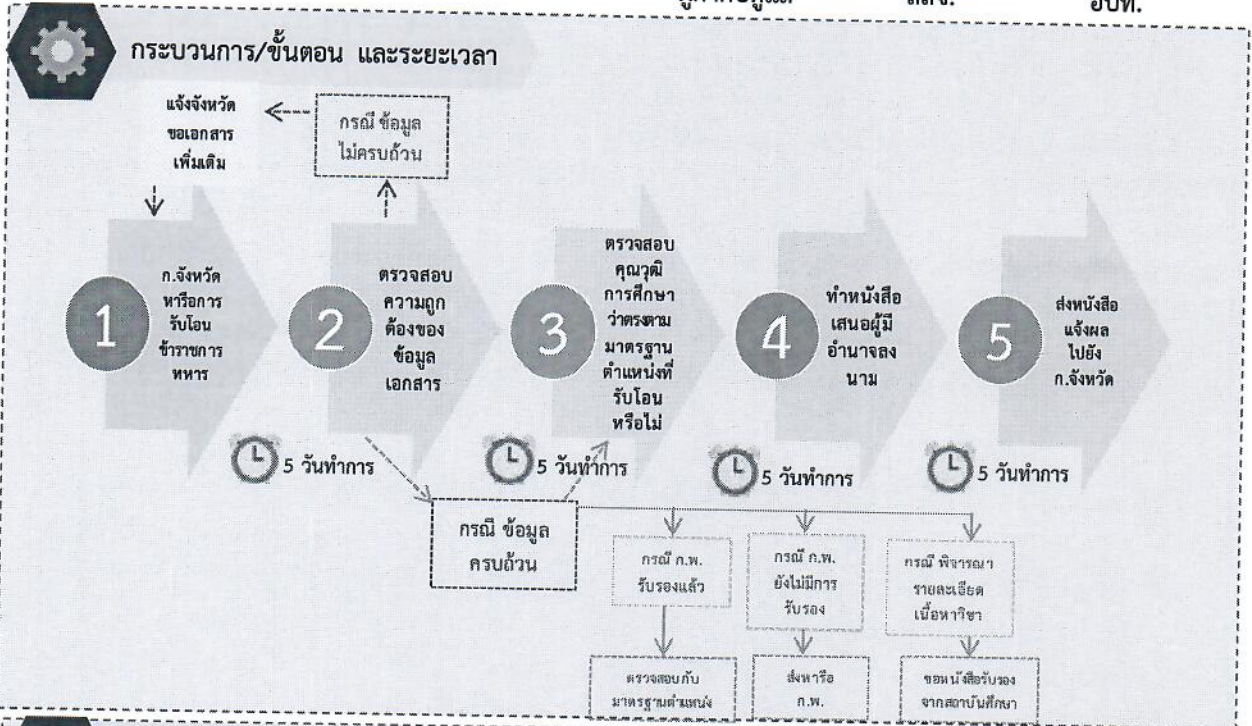 สสจ.
อปท.
กระบวนการ/ขั้นตอน และระยะเวลา
แจ้งจังหวัด
ขอเอกสาร
เพิ่มเติม
กรณี ข้อมูล
ไม่ครบถ้วน
1
ก.จังหวัด
หารือการ
รับโอน
ข้าราชการ
ทหาร
2
ตรวจสอบ
ความถูก
ต้องของ
ข้อมูล
เอกสาร
3
ตรวจสอบ
คุณวุฒิ
การศึกษา
ว่าตรงตาม
มาตรฐาน
ตำแหน่งที่
รับโอน
หรือไม่
4
ทำหนังสือ
เสนอผู้มี
อำนาจลง
นาม
5
ส่งหนังสือ
แจ้งผล
ไปยัง
ก.จังหวัด
5 วันทำการ
5 วันทำการ
5 วันทำการ
5 วันทำการ
กรณี ข้อมูล
ครบถ้วน
กรณี ก.พ.
รับรองแล้ว
กรณี ก.พ.
ยังไม่มีการ
รับรอง
กรณี พิจารณา
รายละเอียด
เนื้อหาวิชา
ตรวจสอบกับ
มาตรฐานตำแหน่ง
ส่งหารือ
ก.พ.
ขอหนังสือรับรอง
จากสถาบันศึกษา